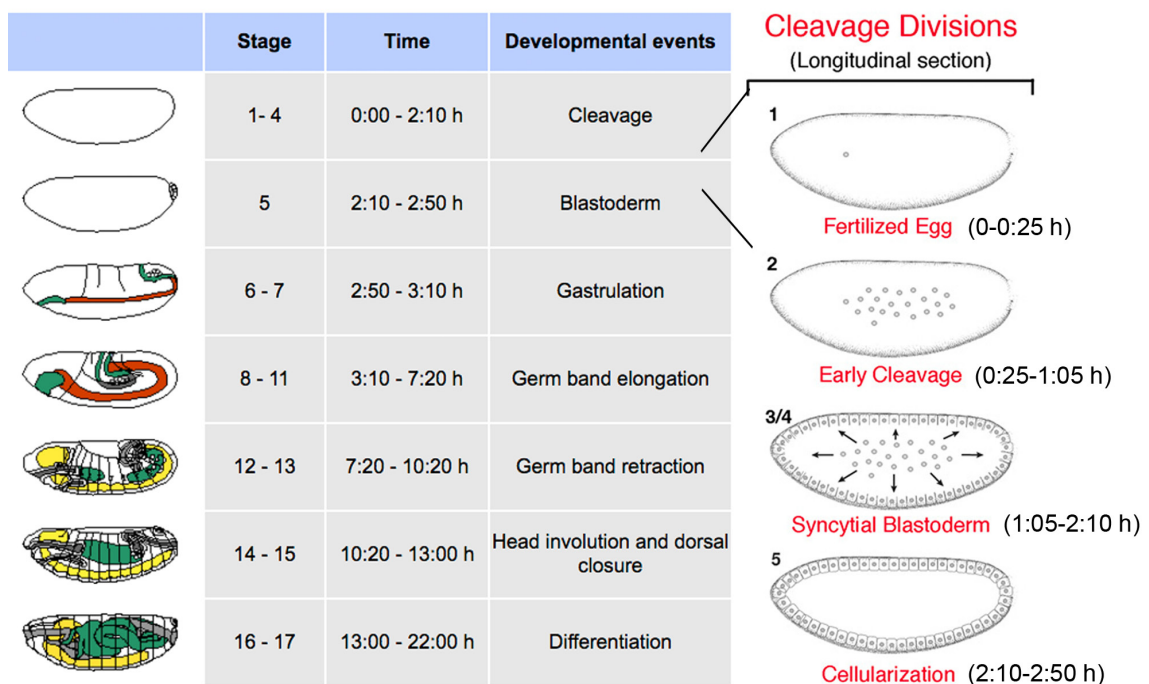 Stage Time Developmental events
1- 4 0:00 - 2:10 h Cleavage
5 2:10 - 2:50 h Blastoderm
6 - 7 2:50 - 3:10 h Gastrulation
8 - 11 3:10 - 7:20 h Germ band elongation
12 - 13 7:20 - 10:20 h Germ band retraction
14 - 15 10:20 - 13:00 h Head involution and dorsal
closure
16 - 17 13:00 - 22:00 h Differentiation
Cleavage Divisions
(Longitudinal section)
1
Fertilized Egg (0-0:25 h)
2
Early Cleavage (0:25-1:05 h)
3/4
Syncytial Blastoderm (1:05-2:10 h)
5
Cellularization (2:10-2:50 h)